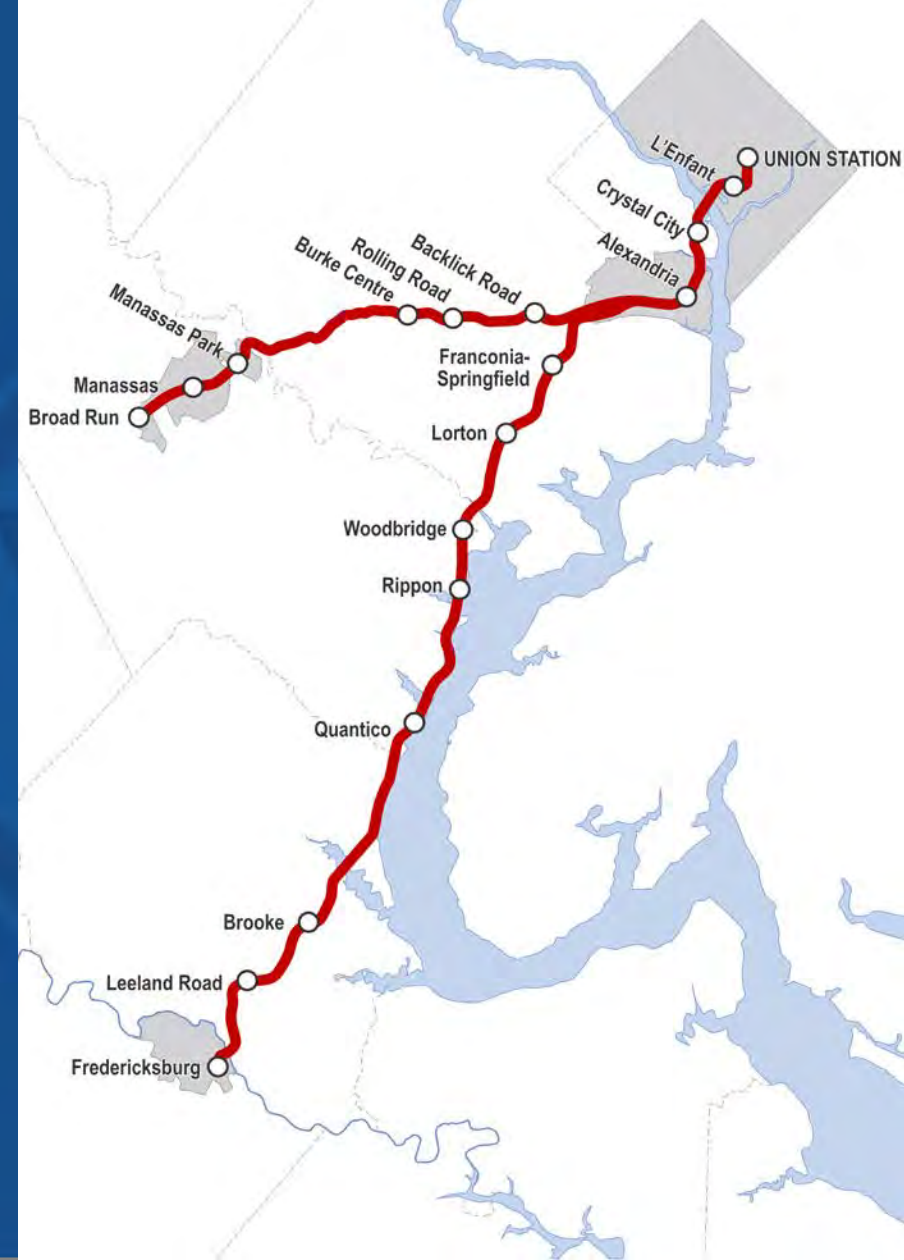 L'Enfant
UNION STATION
Crystal City
Alexandria
Backlick Road
Rolling Road
Burke Centre
Manassas Park
Manassas
Broad Run
Franconia-
Springfield
Lorton
Woodbridge
Rippon
Quantico
Brooke
Leeland Road
Fredericksburg